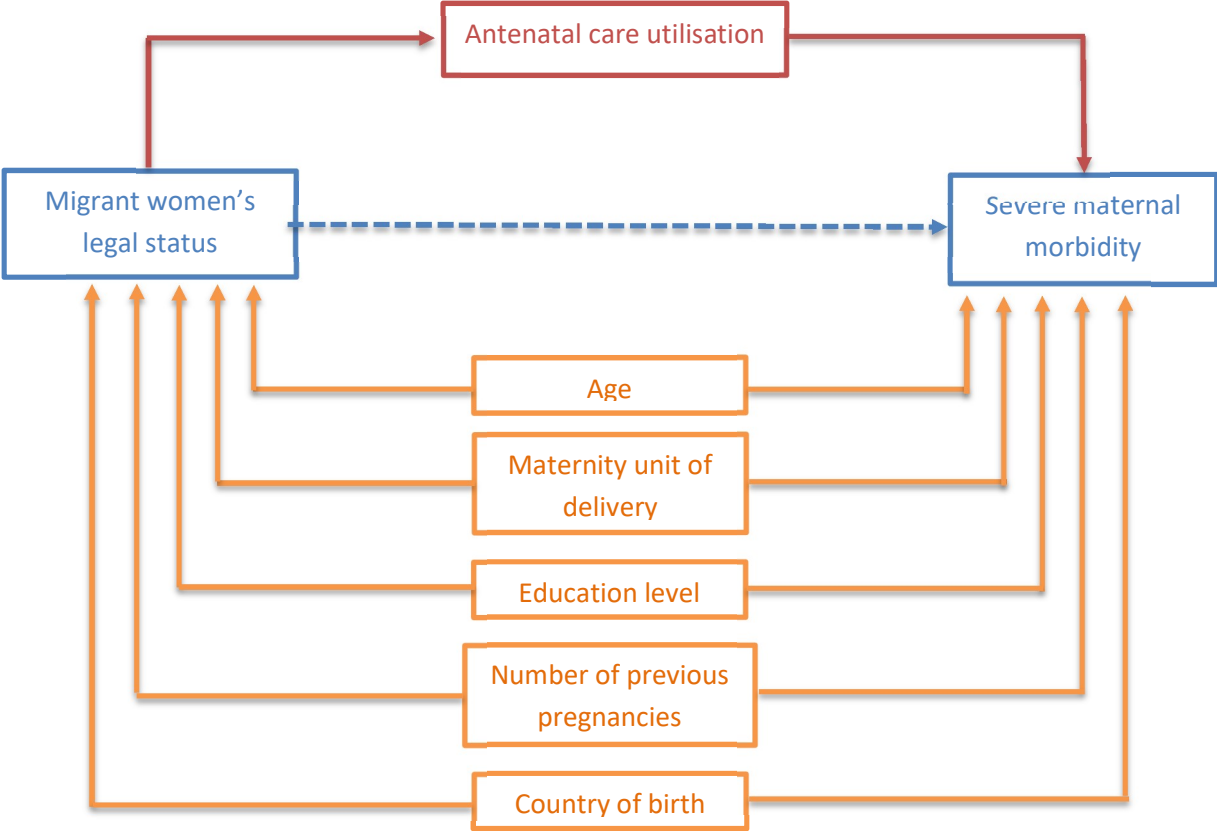 Antenatal care utilisation
Migrant women’s
legal status
Severe maternal
morbidity
Age
Maternity unit of
delivery
Education level
Number of previous
pregnancies
Country of birth